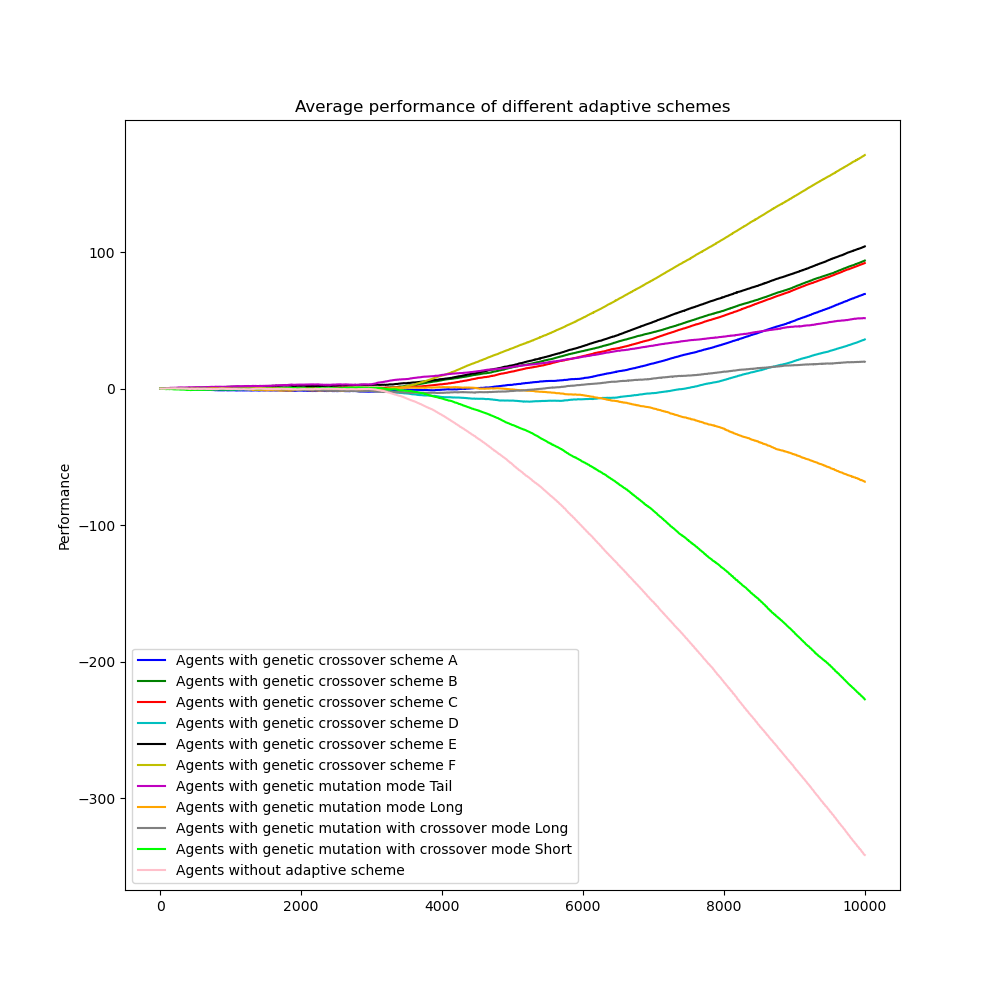 Average performance of different adaptive schemes
Performance
100
0
−100
−200
−300
Agents with genetic crossover scheme A
Agents with genetic crossover scheme B
Agents with genetic crossover scheme C
Agents with genetic crossover scheme D
Agents with genetic crossover scheme E
Agents with genetic crossover scheme F
Agents with genetic mutation mode Tail
Agents with genetic mutation mode Long
Agents with genetic mutation with crossover mode Long
Agents with genetic mutation with crossover mode Short
Agents without adaptive scheme
0 2000 4000 6000 8000 10000